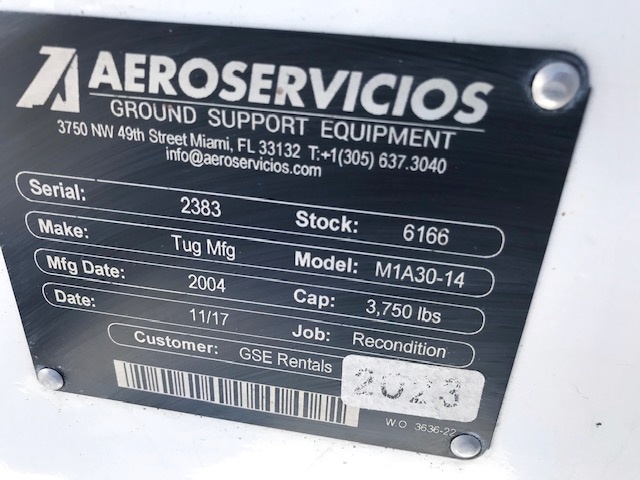 AEROSERVICIOS
GROUND SUPPORT EQUIPMENT
3750 NW 49th Street Miami, FL 33132 T:+1(305) 637.3040
info@aeroservicios.com
Serial: 2383 Stock: 6166
Make: Tug Mfg Model: M1A30-14
Mfg Date: 2004 Cap: 3,750 lbs
Date: 11/17 Job: Recondition
Customer: GSE Rentals
2023
WO 3636-22